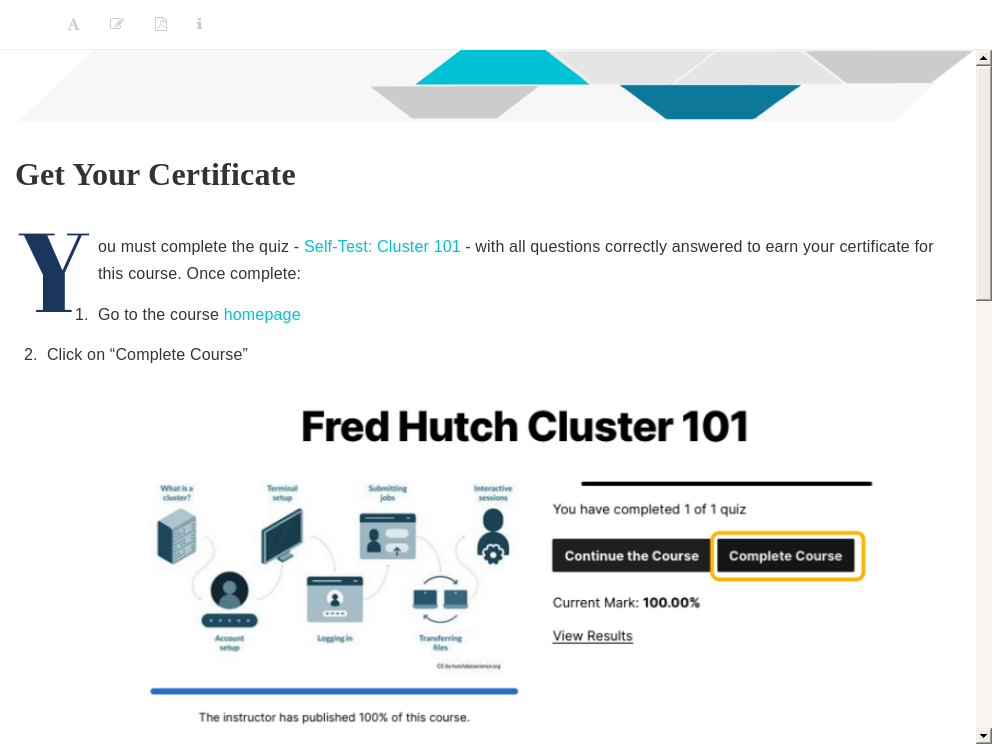 A
Get Your Certificate
You must complete the quiz - Self-Test: Cluster 101 - with all questions correctly answered to earn your certificate for
this course. Once complete:
1. Go to the course homepage
2. Click on “Complete Course”
Fred Hutch Cluster 101
What is a
cluster?
Terminal
setup
Submitting
jobs
Interactive
sessions
Account
setup
Logging in
Transferring
files
CC by hutchdatascience.org
You have completed 1 of 1 quiz
Continue the Course
Complete Course
Current Mark: 100.00%
View Results
The instructor has published 100% of this course.